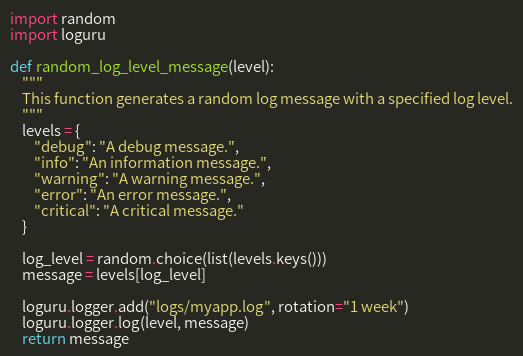 import random
import loguru

def random_log_level_message(level):
    """
    This function generates a random log message with a specified log level.
    """
    levels = {
        "debug": "A debug message.",
        "info": "An information message.",
        "warning": "A warning message.",
        "error": "An error message.",
        "critical": "A critical message."
    }

    log_level = random.choice(list(levels.keys()))
    message = levels[log_level]

    loguru.logger.add("logs/myapp.log", rotation="1 week")
    loguru.logger.log(level, message)
    return message